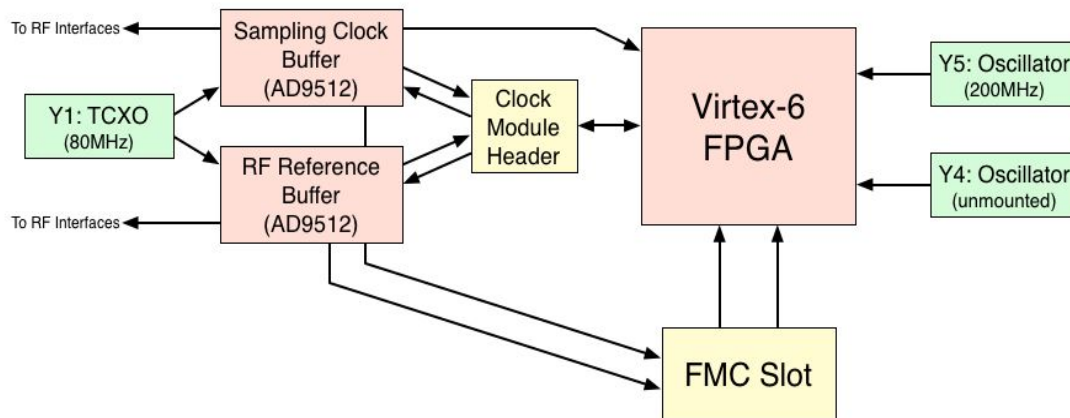 To RF Interfaces
Sampling Clock
Buffer
(AD9512)
Y1: TCXO
(80MHz)
Clock
Module
Header
Virtex-6
FPGA
Y5: Oscillator
(200MHz)
RF Reference
Buffer
(AD9512)
Y4: Oscillator
(unmounted)
To RF Interfaces
FMC Slot